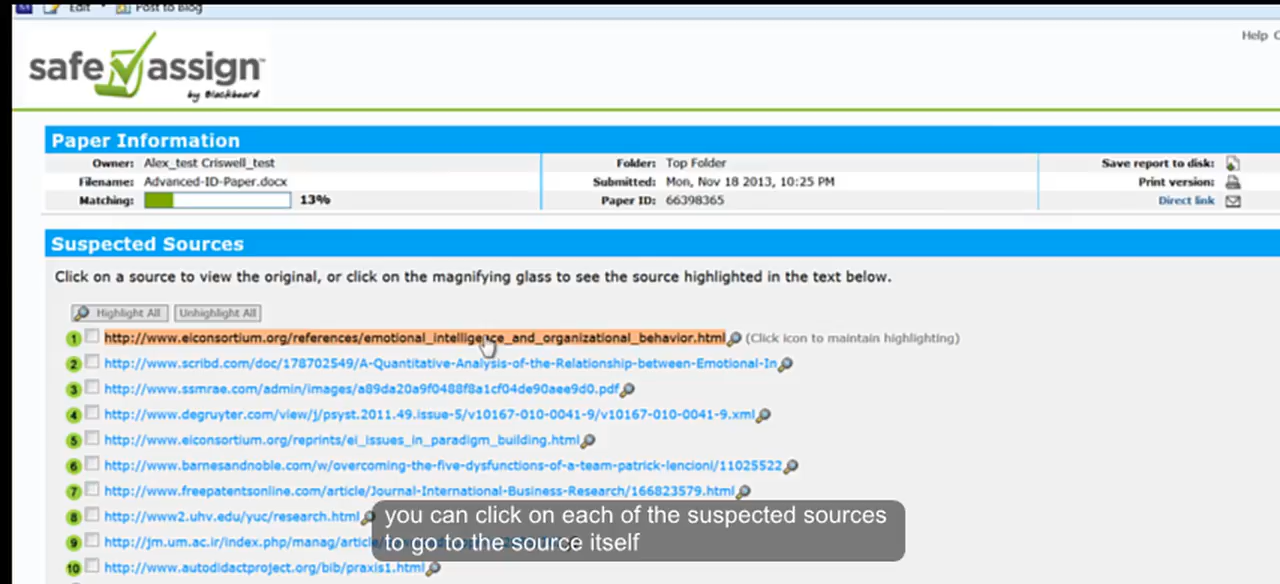 Edit Post to Blog
Help
safe assign
by Blackboard
Paper Information
Owner: Alex_test Criswell_test Folder: Top Folder Save report to disk:
Filename: Advanced-ID-Paper.docx Submitted: Mon, Nov 18 2013, 10:25 PM Print version:
Matching: 13% Paper ID: 66398365 Direct link
Suspected Sources
Click on a source to view the original, or click on the magnifying glass to see the source highlighted in the text below.
Highlight All Unhighlight All
1 http://www.eiconsortium.org/references/emotional_intelligence_and_organizational_behavior.html (Click icon to maintain highlighting)
2 http://www.scribd.com/doc/178702549/A-Quantitative-Analysis-of-the-Relationship-between-Emotional-In
3 http://www.ssmrae.com/admin/images/a89da20a9f0488f8a1cf04de90aee9d0.pdf
4 http://www.degruyter.com/view/j/psyst.2011.49.issue-5/v10167-010-0041-9/v10167-010-0041-9.xml
5 http://www.eiconsortium.org/reprints/ei_issues_in_paradigm_building.html
6 http://www.barnesandnoble.com/w/overcoming-the-five-dysfunctions-of-a-team-patrick-lencioni/11025522
7 http://www.freepatentsonline.com/article/Journal-International-Business-Research/166823579.html
8 http://www2.uhv.edu/yuc/research.html
9 http://jm.um.ac.ir/index.php/manag/article
10 http://www.autodidactproject.org/bib/praxis1.html
you can click on each of the suspected sources
to go to the source itself